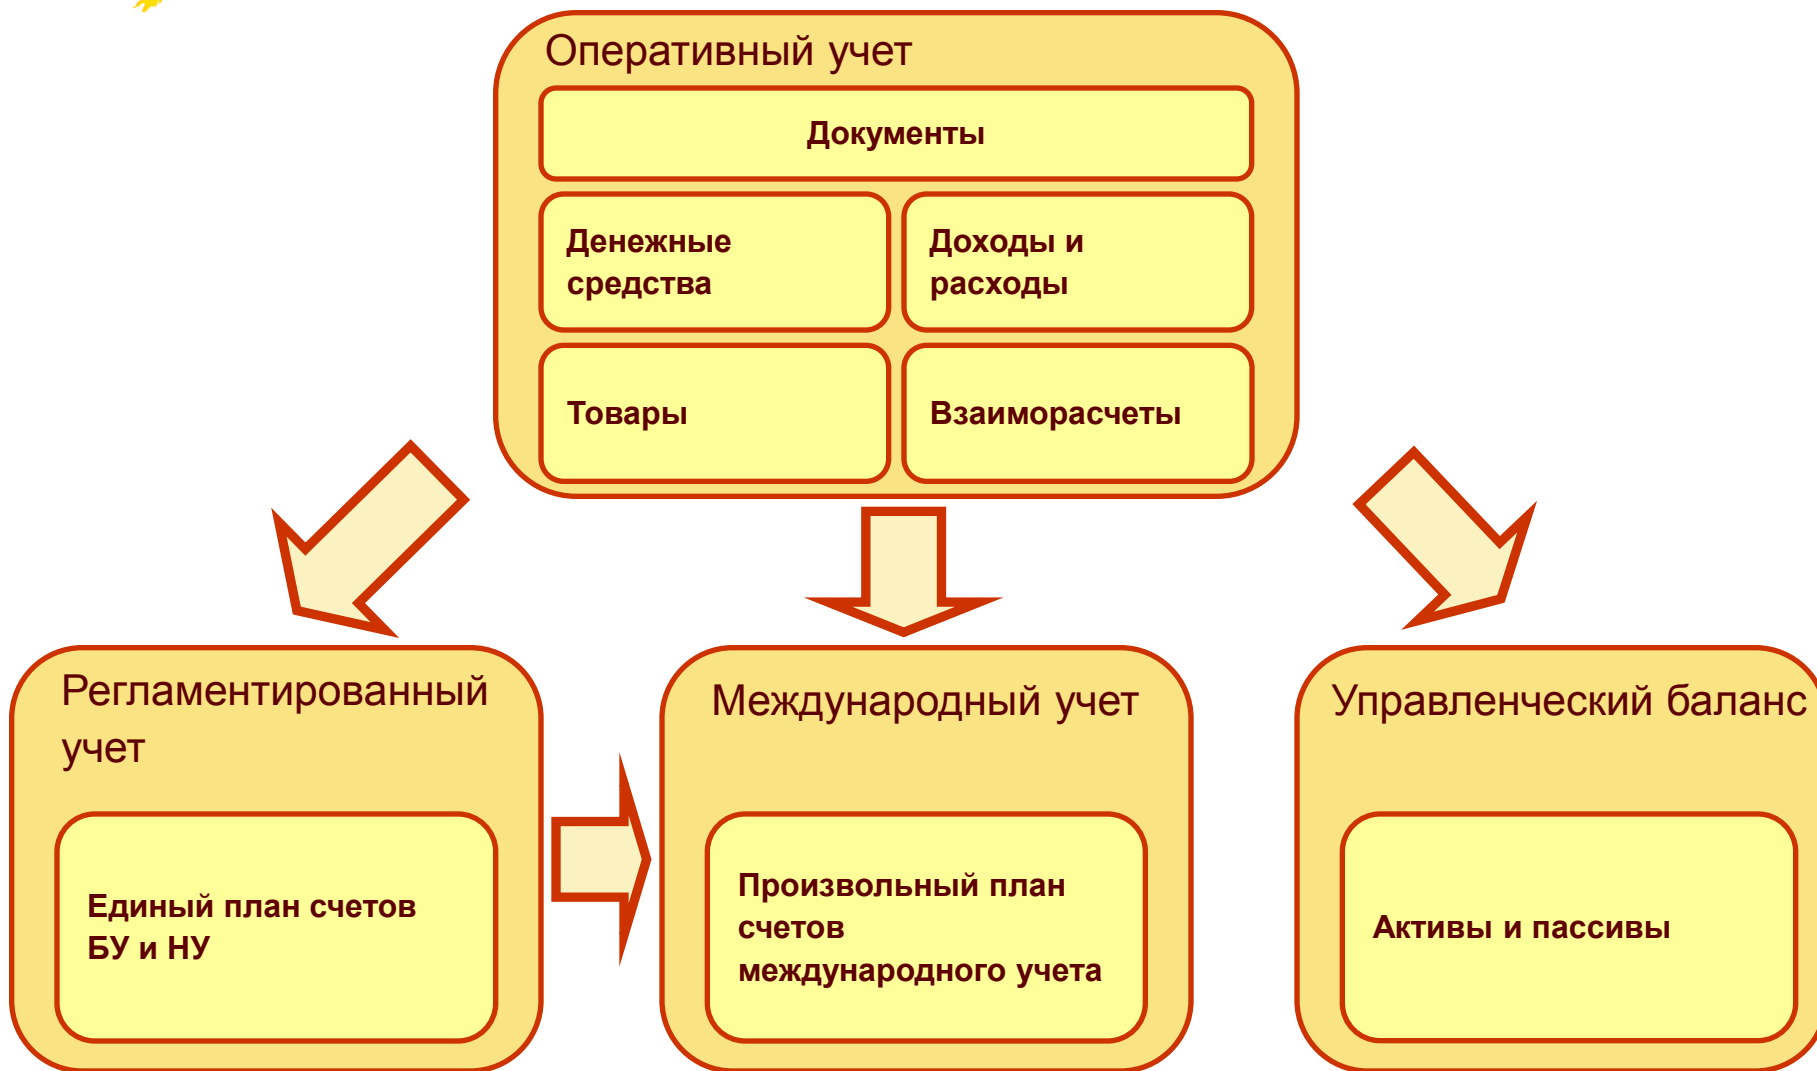 Оперативный учет
Документы
Денежные
средства
Доходы и
расходы
Товары
Взаиморасчеты
Регламентированный
учет
Единый план счетов
БУ и НУ
Международный учет
Произвольный план
счетов
международного учета
Управленческий баланс
Активы и пассивы